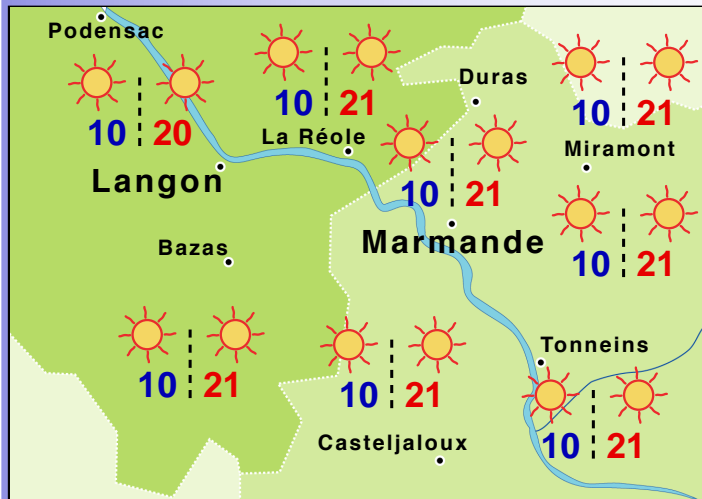 Podensac
10 20
10 21
Duras
10 21
La Réole
Miramont
Langon
10 21
Marmande
10 21
Bazas
10 21
10 21
Tonneins
10 21
Casteljaloux